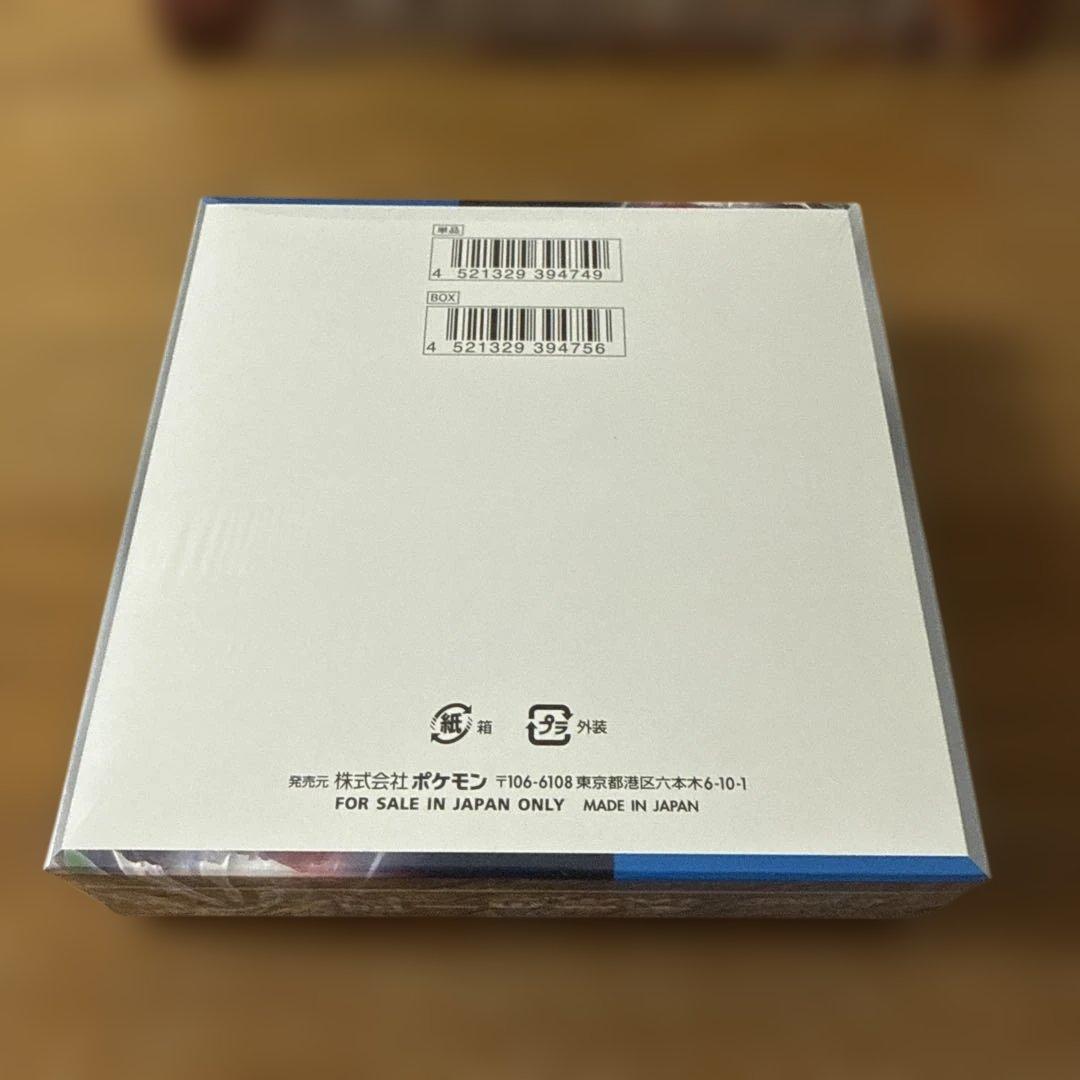 単品
4 521329 394749
BOX
4 521329 394756
紙 箱 プラ 外装
発売元 株式会社ポケモン 〒106-6108 東京都港区六本木6-10-1
FOR SALE IN JAPAN ONLY MADE IN JAPAN